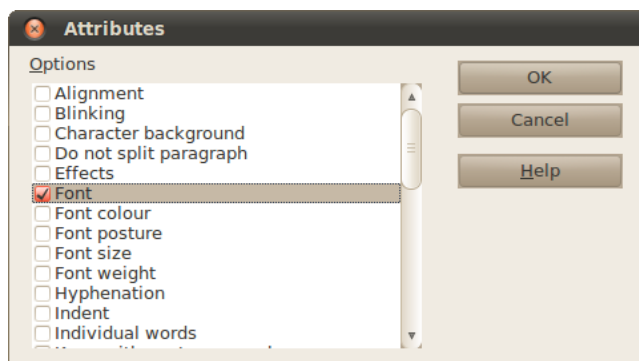 Attributes
Options
Alignment
Blinking
Character background
Do not split paragraph
Effects
Font
Font colour
Font posture
Font size
Font weight
Hyphenation
Indent
Individual words
OK
Cancel
Help